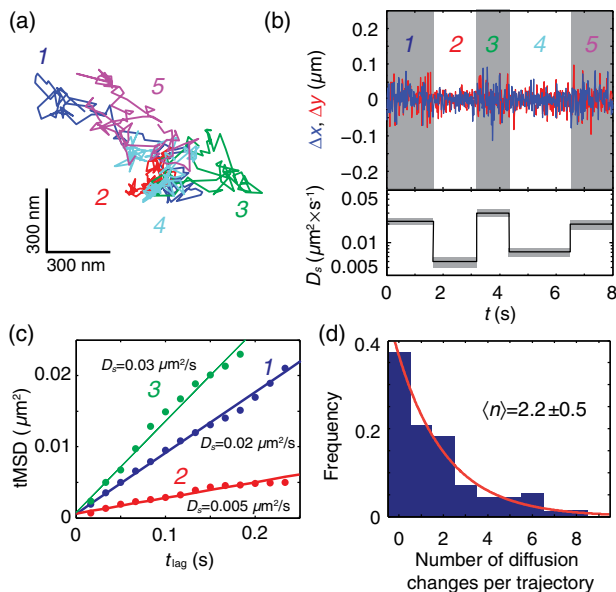 (a)
1
5
2
3
4
300 nm
300 nm
(b)
0.2
0.1
0
−0.1
−0.2
Δx, Δy (μm)
1
2
3
4
5
0.01
0.005
Dₛ (μm²×s⁻¹)
0 2 4 6 8
t (s)
(c)
0.02
0.01
0
tMSD (μm²)
Dₛ=0.03 μm²/s
3
1
Dₛ=0.02 μm²/s
2
Dₛ=0.005 μm²/s
0 0.1 0.2
t lag (s)
(d)
0.4
0.2
0
Frequency
⟨n⟩=2.2±0.5
0 2 4 6 8
Number of diffusion
changes per trajectory